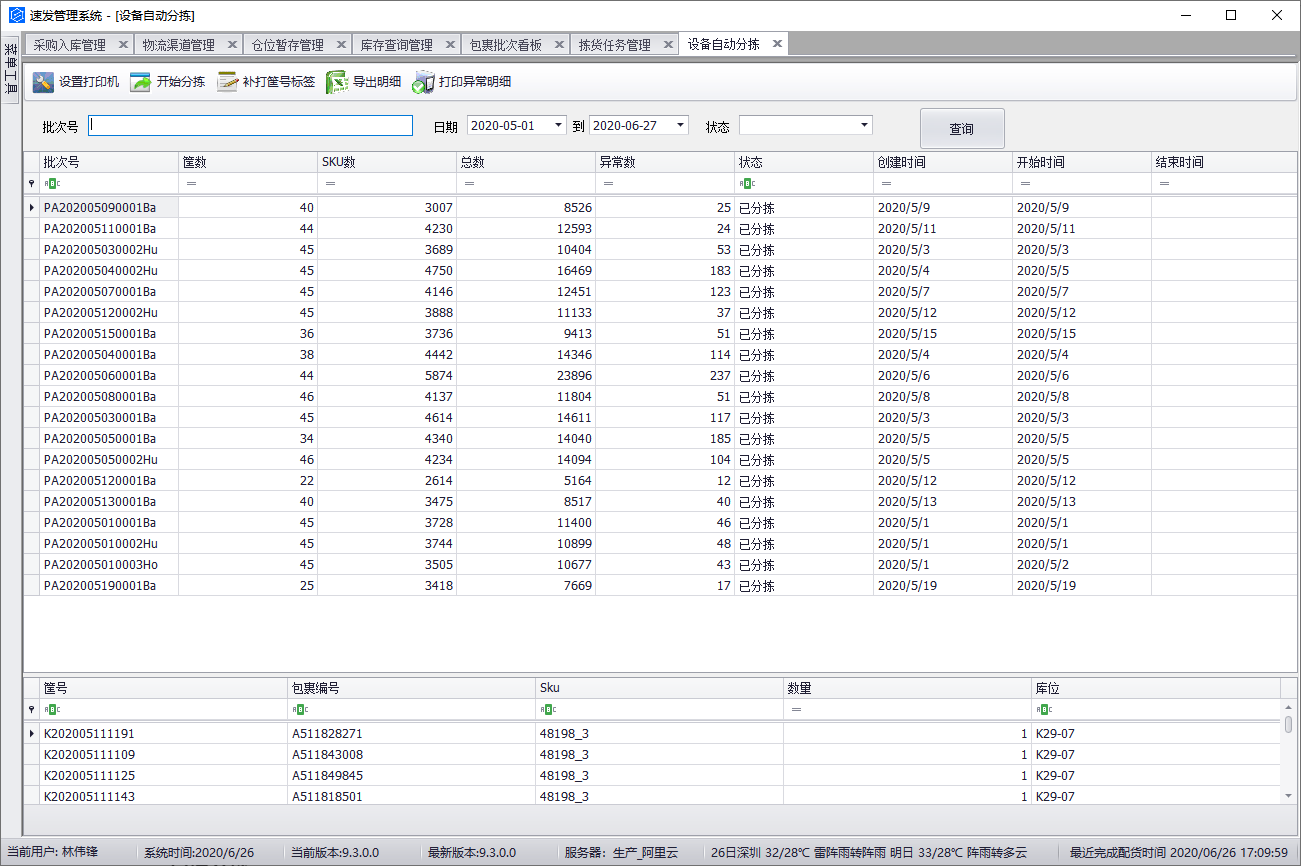 速发管理系统 - [设备自动分拣]
采购入库管理 物流渠道管理 仓位暂存管理 库存查询管理 包裹批次看板 拣货任务管理 设备自动分拣
菜单工具
设置打印机 开始分拣 补打筐号标签 导出明细 打印异常明细
批次号 日期 2020-05-01 到 2020-06-27 状态 查询
批次号 筐数 SKU数 总数 异常数 状态 创建时间 开始时间 结束时间
PA202005090001Ba 40 3007 8526 25 已分拣 2020/5/9 2020/5/9
PA202005110001Ba 44 4230 12593 24 已分拣 2020/5/11 2020/5/11
PA202005030002Hu 45 3689 10404 53 已分拣 2020/5/3 2020/5/3
PA202005040002Hu 45 4750 16469 183 已分拣 2020/5/4 2020/5/5
PA202005070001Ba 45 4146 12451 123 已分拣 2020/5/7 2020/5/7
PA202005120002Hu 45 3888 11133 37 已分拣 2020/5/12 2020/5/12
PA202005150001Ba 36 3736 9413 51 已分拣 2020/5/15 2020/5/15
PA202005040001Ba 38 4442 14346 114 已分拣 2020/5/4 2020/5/4
PA202005060001Ba 44 5874 23896 237 已分拣 2020/5/6 2020/5/6
PA202005080001Ba 46 4137 11804 51 已分拣 2020/5/8 2020/5/8
PA202005030001Ba 45 4614 14611 117 已分拣 2020/5/3 2020/5/3
PA202005050001Ba 34 4340 14040 185 已分拣 2020/5/5 2020/5/5
PA202005050002Hu 46 4234 14094 104 已分拣 2020/5/5 2020/5/5
PA202005120001Ba 22 2614 5164 12 已分拣 2020/5/12 2020/5/12
PA202005130001Ba 40 3475 8517 40 已分拣 2020/5/13 2020/5/13
PA202005010001Ba 45 3728 11400 46 已分拣 2020/5/1 2020/5/1
PA202005010002Hu 45 3744 10899 48 已分拣 2020/5/1 2020/5/1
PA202005010003Ho 45 3505 10677 43 已分拣 2020/5/1 2020/5/2
PA202005190001Ba 25 3418 7669 17 已分拣 2020/5/19 2020/5/19
筐号 包裹编号 Sku 数量 库位
K202005111191 A511828271 48198_3 1 K29-07
K202005111109 A511843008 48198_3 1 K29-07
K202005111125 A511849845 48198_3 1 K29-07
K202005111143 A511818501 48198_3 1 K29-07
当前用户: 林伟锋 系统时间:2020/6/26 当前版本:9.3.0.0 最新版本:9.3.0.0 服务器：生产_阿里云 26日深圳 32/28℃ 雷阵雨转阵雨 明日 33/28℃ 阵雨转多云 最近完成配货时间 2020/06/26 17:09:59